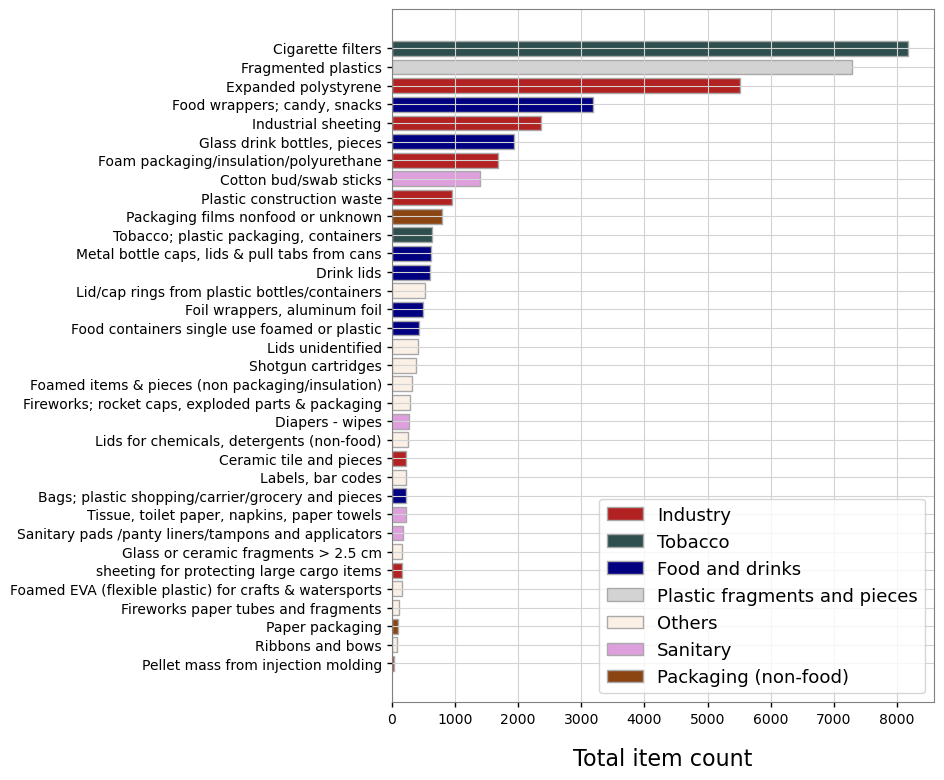 Cigarette filters
Fragmented plastics
Expanded polystyrene
Food wrappers; candy, snacks
Industrial sheeting
Glass drink bottles, pieces
Foam packaging/insulation/polyurethane
Cotton bud/swab sticks
Plastic construction waste
Packaging films nonfood or unknown
Tobacco; plastic packaging, containers
Metal bottle caps, lids & pull tabs from cans
Drink lids
Lid/cap rings from plastic bottles/containers
Foil wrappers, aluminum foil
Food containers single use foamed or plastic
Lids unidentified
Shotgun cartridges
Foamed items & pieces (non packaging/insulation)
Fireworks; rocket caps, exploded parts & packaging
Diapers - wipes
Lids for chemicals, detergents (non-food)
Ceramic tile and pieces
Labels, bar codes
Bags; plastic shopping/carrier/grocery and pieces
Tissue, toilet paper, napkins, paper towels
Sanitary pads /panty liners/tampons and applicators
Glass or ceramic fragments > 2.5 cm
sheeting for protecting large cargo items
Foamed EVA (flexible plastic) for crafts & watersports
Fireworks paper tubes and fragments
Paper packaging
Ribbons and bows
Pellet mass from injection molding
Industry
Tobacco
Food and drinks
Plastic fragments and pieces
Others
Sanitary
Packaging (non-food)
0 1000 2000 3000 4000 5000 6000 7000 8000
Total item count